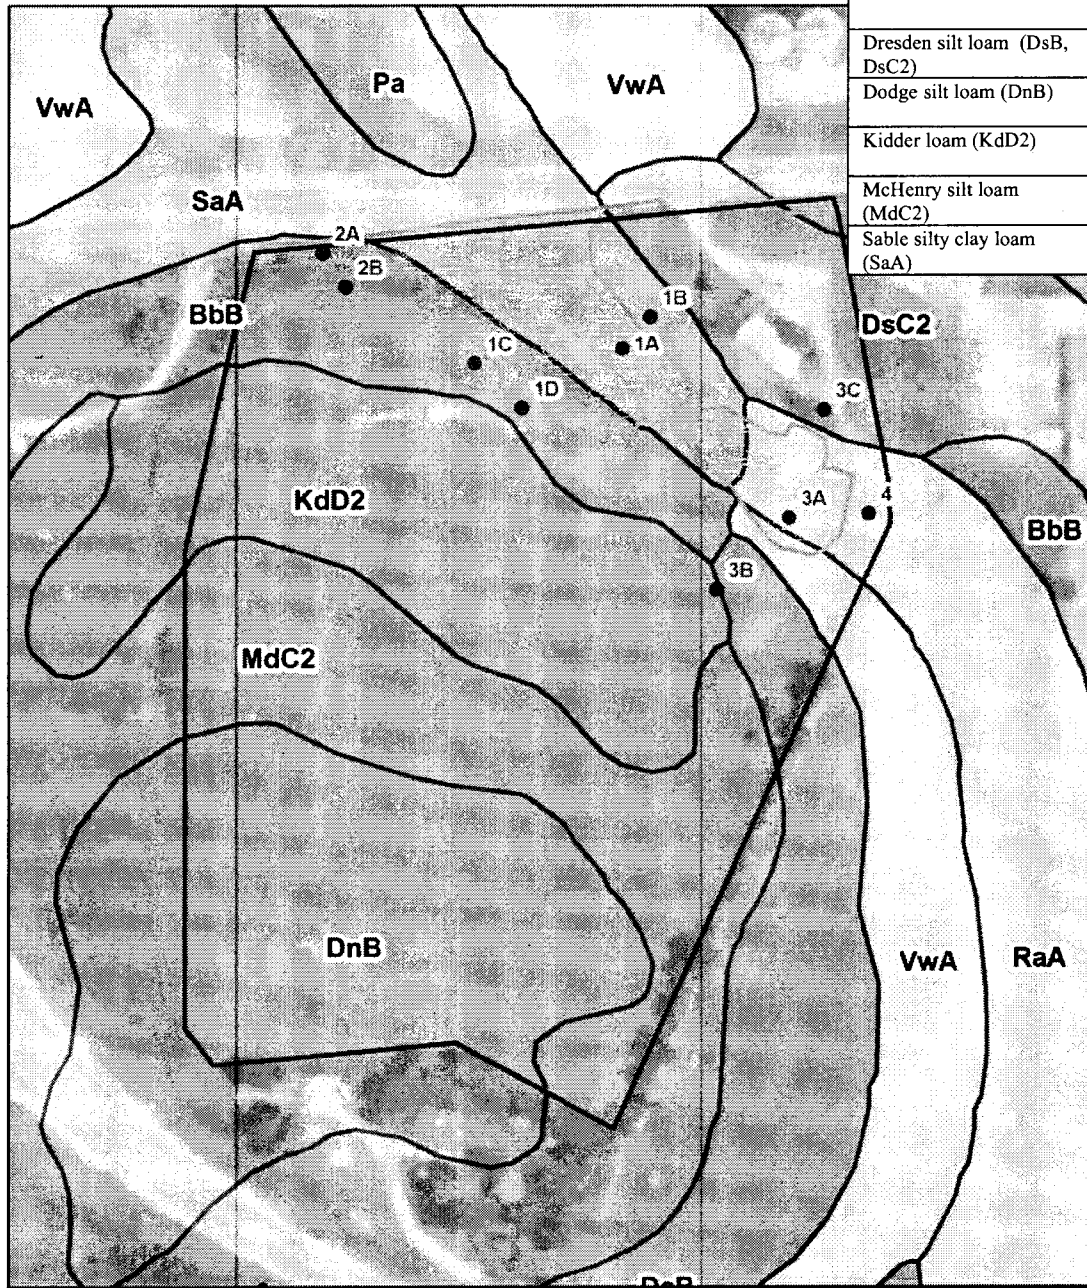 Dresden silt loam (DsB,
DsC2)
Dodge silt loam (DnB)
Kidder loam (KdD2)
McHenry silt loam
(MdC2)
Sable silty clay loam
(SaA)
VwA
Pa
VwA
SaA
2A
2B
BbB
1B
1A
DsC2
1C
1D
3C
KdD2
3A
4
BbB
3B
MdC2
DnB
VwA
RaA
DsB